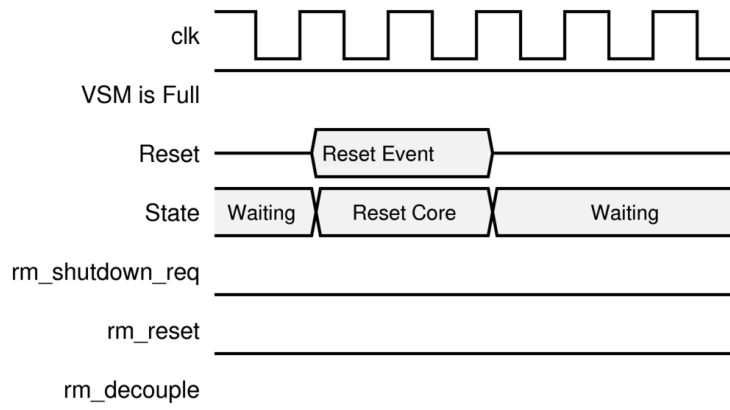 clk
VSM is Full
Reset Reset Event
State Waiting Reset Core Waiting
rm_shutdown_req
rm_reset
rm_decouple